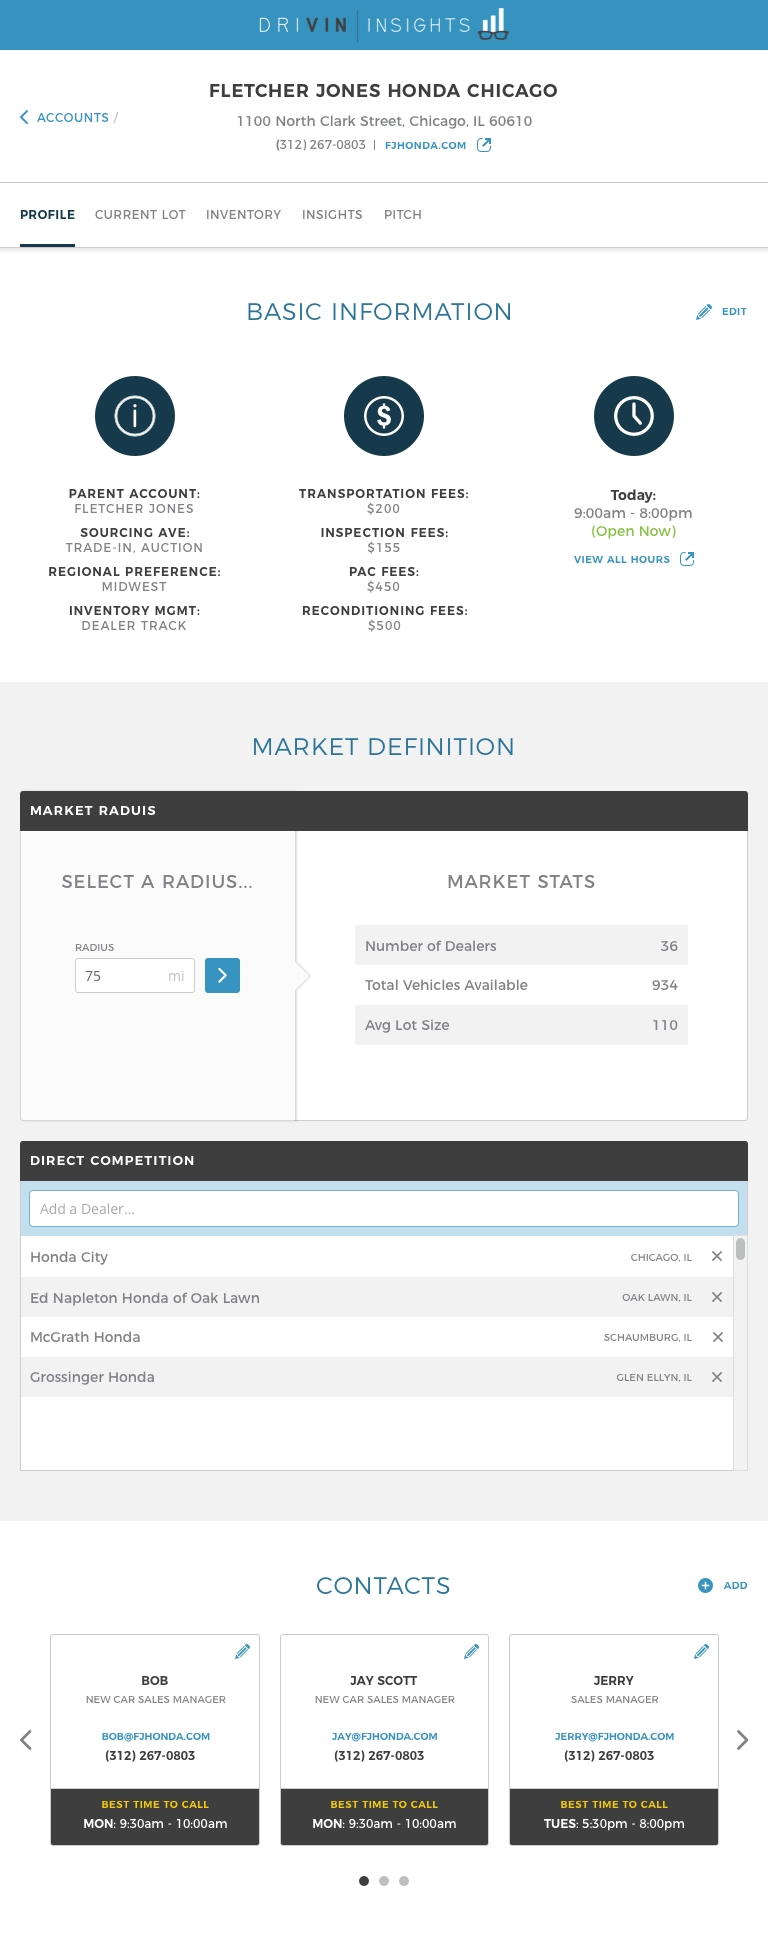 DRIVIN | INSIGHTS
FLETCHER JONES HONDA CHICAGO
ACCOUNTS /
1100 North Clark Street, Chicago, IL 60610
(312) 267-0803 | FJHONDA.COM
PROFILE CURRENT LOT INVENTORY INSIGHTS PITCH
BASIC INFORMATION
EDIT
PARENT ACCOUNT:
FLETCHER JONES
SOURCING AVE:
TRADE-IN, AUCTION
REGIONAL PREFERENCE:
MIDWEST
INVENTORY MGMT:
DEALER TRACK
TRANSPORTATION FEES:
$200
INSPECTION FEES:
$155
PAC FEES:
$450
RECONDITIONING FEES:
$500
Today:
9:00am - 8:00pm
(Open Now)
VIEW ALL HOURS
MARKET DEFINITION
MARKET RADUIS
SELECT A RADIUS...
RADIUS
75 mi
MARKET STATS
Number of Dealers 36
Total Vehicles Available 934
Avg Lot Size 110
DIRECT COMPETITION
Add a Dealer...
Honda City CHICAGO, IL
Ed Napleton Honda of Oak Lawn OAK LAWN, IL
McGrath Honda SCHAUMBURG, IL
Grossinger Honda GLEN ELLYN, IL
CONTACTS
ADD
BOB
NEW CAR SALES MANAGER
BOB@FJHONDA.COM
(312) 267-0803
BEST TIME TO CALL
MON: 9:30am - 10:00am
JAY SCOTT
NEW CAR SALES MANAGER
JAY@FJHONDA.COM
(312) 267-0803
BEST TIME TO CALL
MON: 9:30am - 10:00am
JERRY
SALES MANAGER
JERRY@FJHONDA.COM
(312) 267-0803
BEST TIME TO CALL
TUES: 5:30pm - 8:00pm